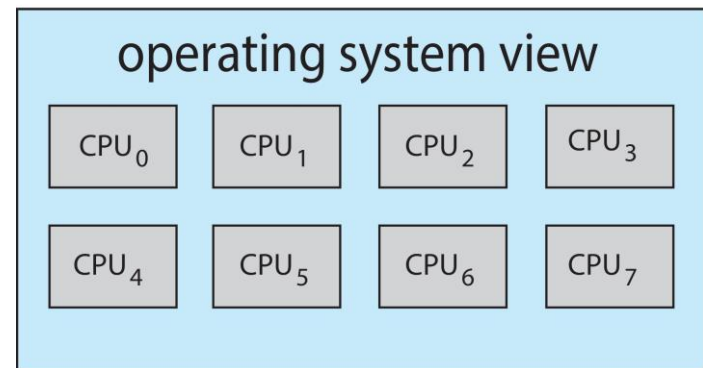 operating system view
CPU₀ CPU₁ CPU₂ CPU₃
CPU₄ CPU₅ CPU₆ CPU₇